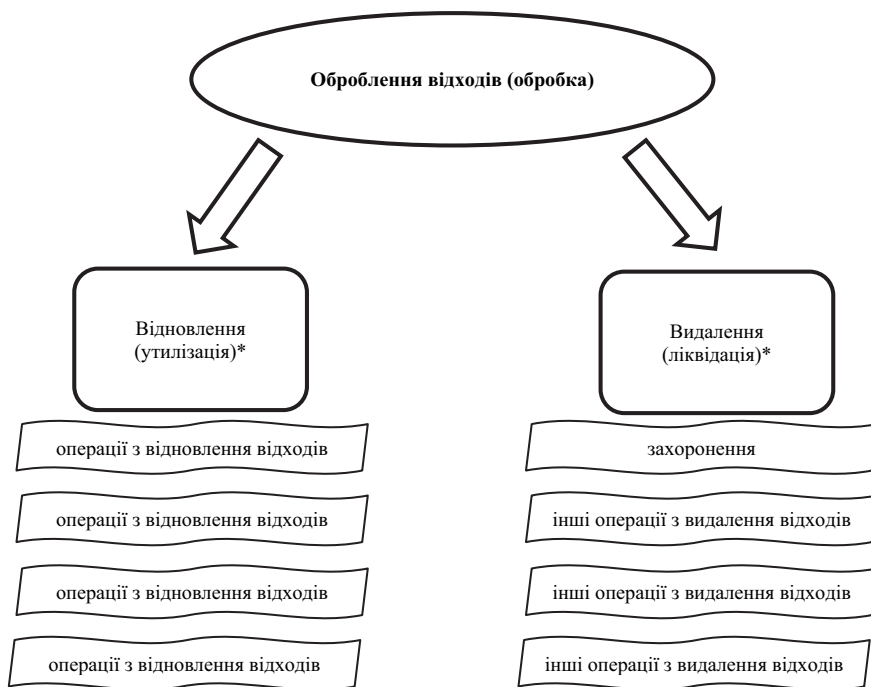 Оброблення відходів (обробка)
Відновлення
(утилізація)*
Видалення
(ліквідація)*
операції з відновлення відходів
захоронення
операції з відновлення відходів
інші операції з видалення відходів
операції з відновлення відходів
інші операції з видалення відходів
операції з відновлення відходів
інші операції з видалення відходів